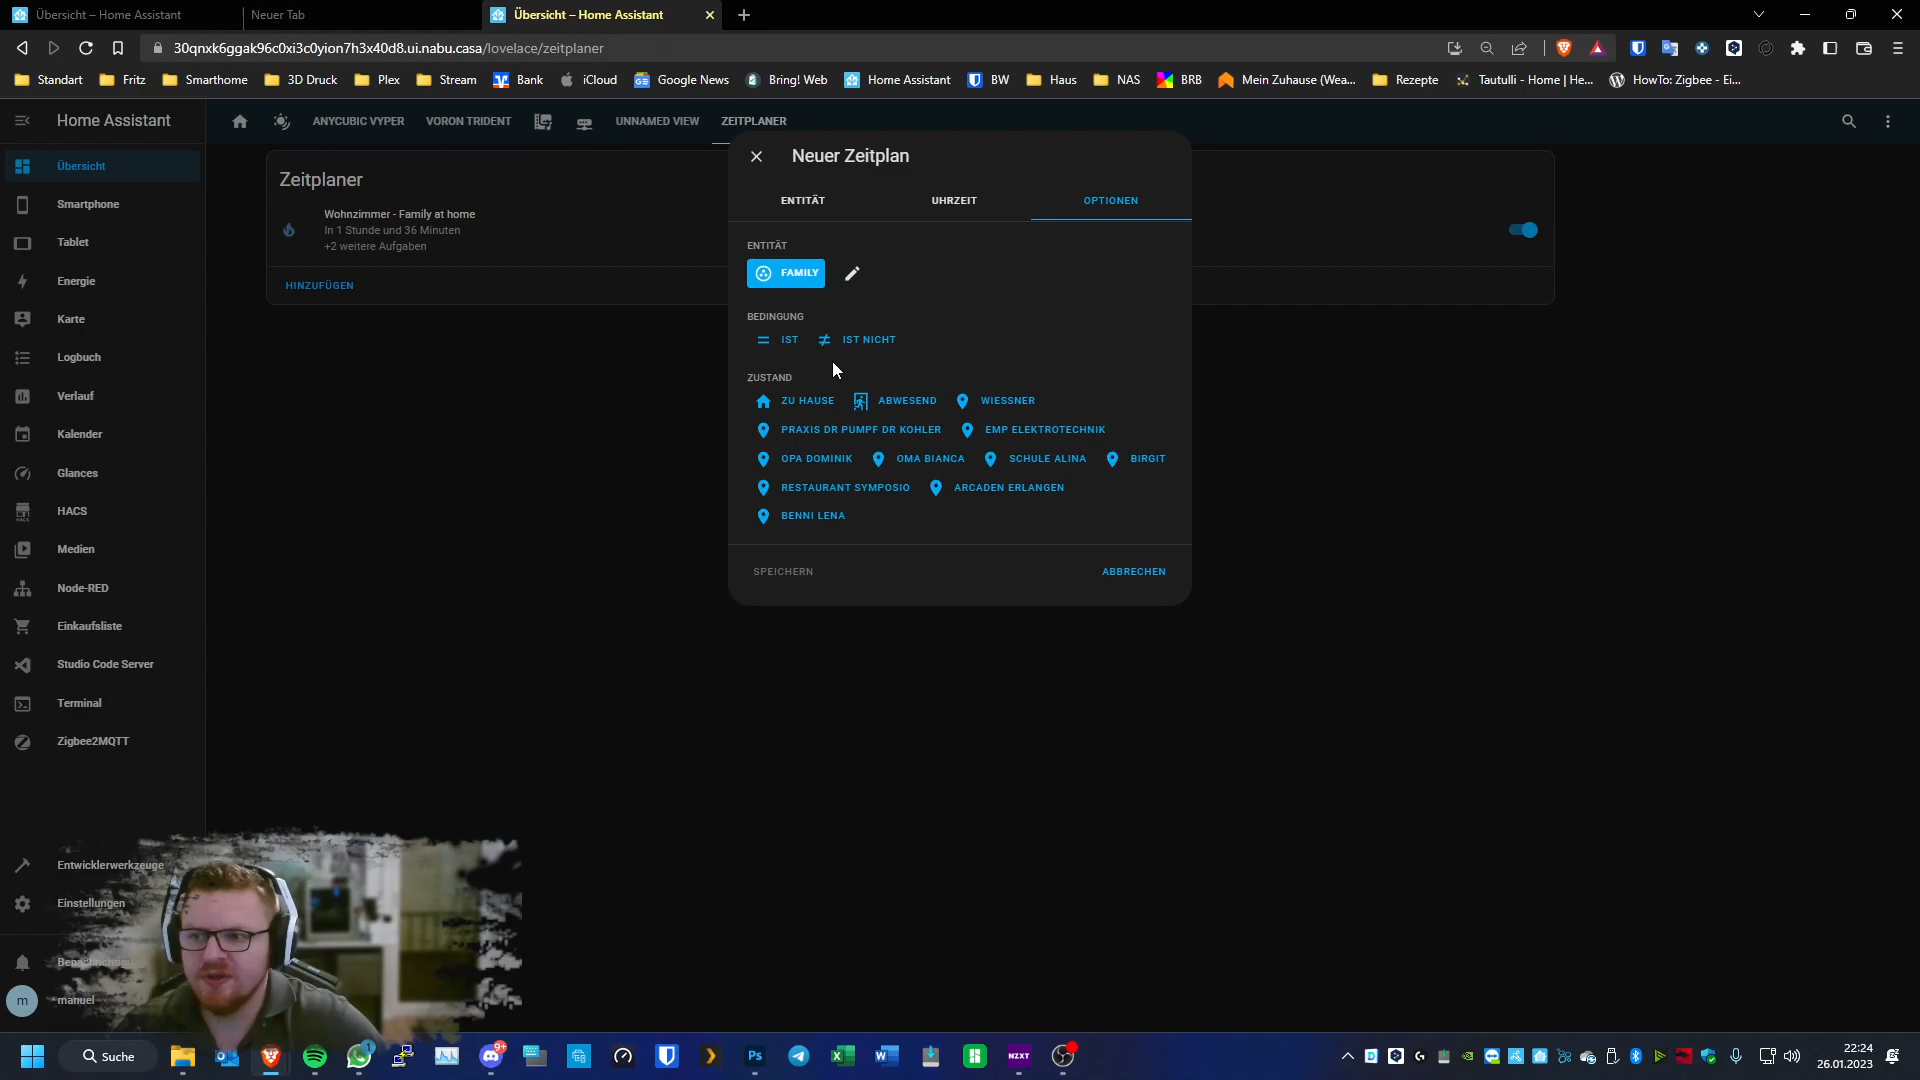 Übersicht – Home Assistant
Neuer Tab
Übersicht – Home Assistant
30qnxk6ggak96c0xi3c0yion7h3x40d8.ui.nabu.casa/lovelace/zeitplaner
Standart
Fritz
Smarthome
3D Druck
Plex
Stream
Bank
iCloud
Google News
Bring! Web
Home Assistant
BW
Haus
NAS
BRB
Mein Zuhause (Wea...
Rezepte
Tautulli - Home | He...
HowTo: Zigbee - Ei...
Home Assistant
ANYCUBIC VYPER
VORON TRIDENT
UNNAMED VIEW
ZEITPLANER
Übersicht
Smartphone
Tablet
Energie
Karte
Logbuch
Verlauf
Kalender
Glances
HACS
Medien
Node-RED
Einkaufsliste
Studio Code Server
Terminal
Zigbee2MQTT
Entwicklerwerkzeuge
Einstellungen
m
manuel
Zeitplaner
Wohnzimmer - Family at home
In 1 Stunde und 36 Minuten
+2 weitere Aufgaben
HINZUFÜGEN
Neuer Zeitplan
ENTITÄT
UHRZEIT
OPTIONEN
ENTITÄT
FAMILY
BEDINGUNG
IST
IST NICHT
ZUSTAND
ZU HAUSE
ABWESEND
WIESSNER
PRAXIS DR PUMPF DR KOHLER
EMP ELEKTROTECHNIK
OPA DOMINIK
OMA BIANCA
SCHULE ALINA
BIRGIT
RESTAURANT SYMPOSIO
ARCADEN ERLANGEN
BENNI LENA
SPEICHERN
ABBRECHEN
Suche
1
9+
Ps
NZXT
22:24
26.01.2023